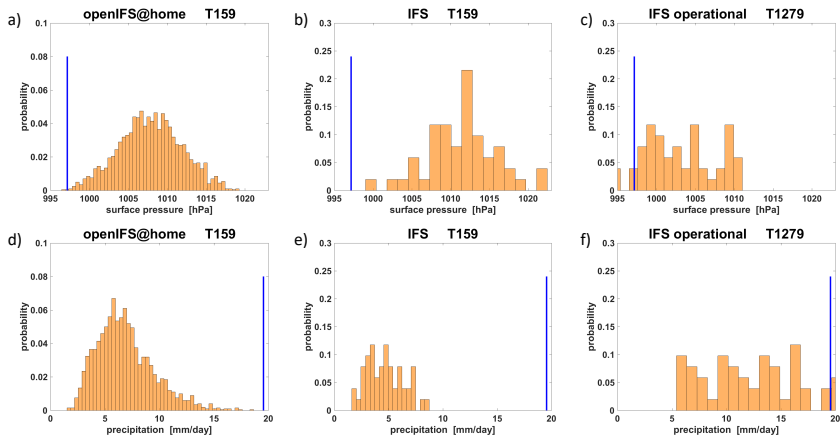 a) openIFS@home T159
0.1
0.08
0.06
0.04
0.02
0
probability
995 1000 1005 1010 1015 1020
surface pressure [hPa]
b) IFS T159
0.3
0.25
0.2
0.15
0.1
0.05
0
probability
995 1000 1005 1010 1015 1020
surface pressure [hPa]
c) IFS operational T1279
0.3
0.25
0.2
0.15
0.1
0.05
0
probability
995 1000 1005 1010 1015 1020
surface pressure [hPa]
d) openIFS@home T159
0.1
0.08
0.06
0.04
0.02
0
probability
0 5 10 15 20
precipitation [mm/day]
e) IFS T159
0.3
0.25
0.2
0.15
0.1
0.05
0
probability
0 5 10 15 20
precipitation [mm/day]
f) IFS operational T1279
0.3
0.25
0.2
0.15
0.1
0.05
0
probability
0 5 10 15 20
precipitation [mm/day]